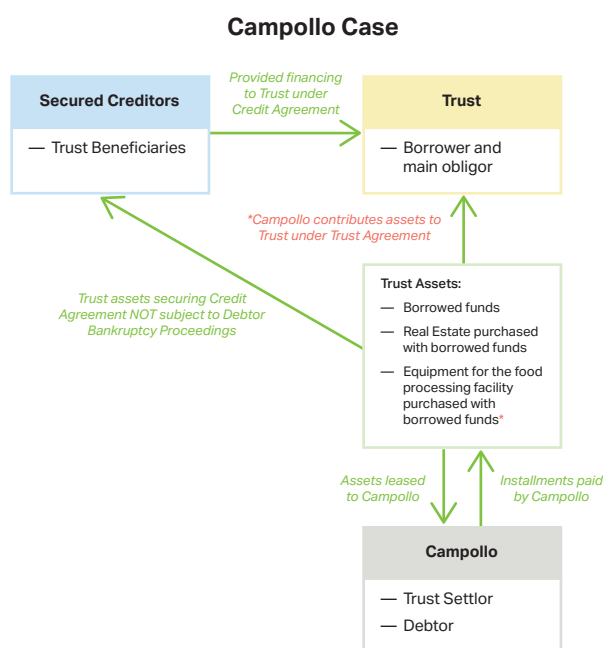 Campollo Case
Provided financing
to Trust under
Credit Agreement
Secured Creditors
— Trust Beneficiaries
Trust
— Borrower and
main obligor
*Campollo contributes assets to
Trust under Trust Agreement
Trust assets securing Credit
Agreement NOT subject to Debtor
Bankruptcy Proceedings
Trust Assets:
— Borrowed funds
— Real Estate purchased
with borrowed funds
— Equipment for the food
processing facility
purchased with
borrowed funds*
Assets leased
to Campollo
Installments paid
by Campollo
Campollo
— Trust Settlor
— Debtor